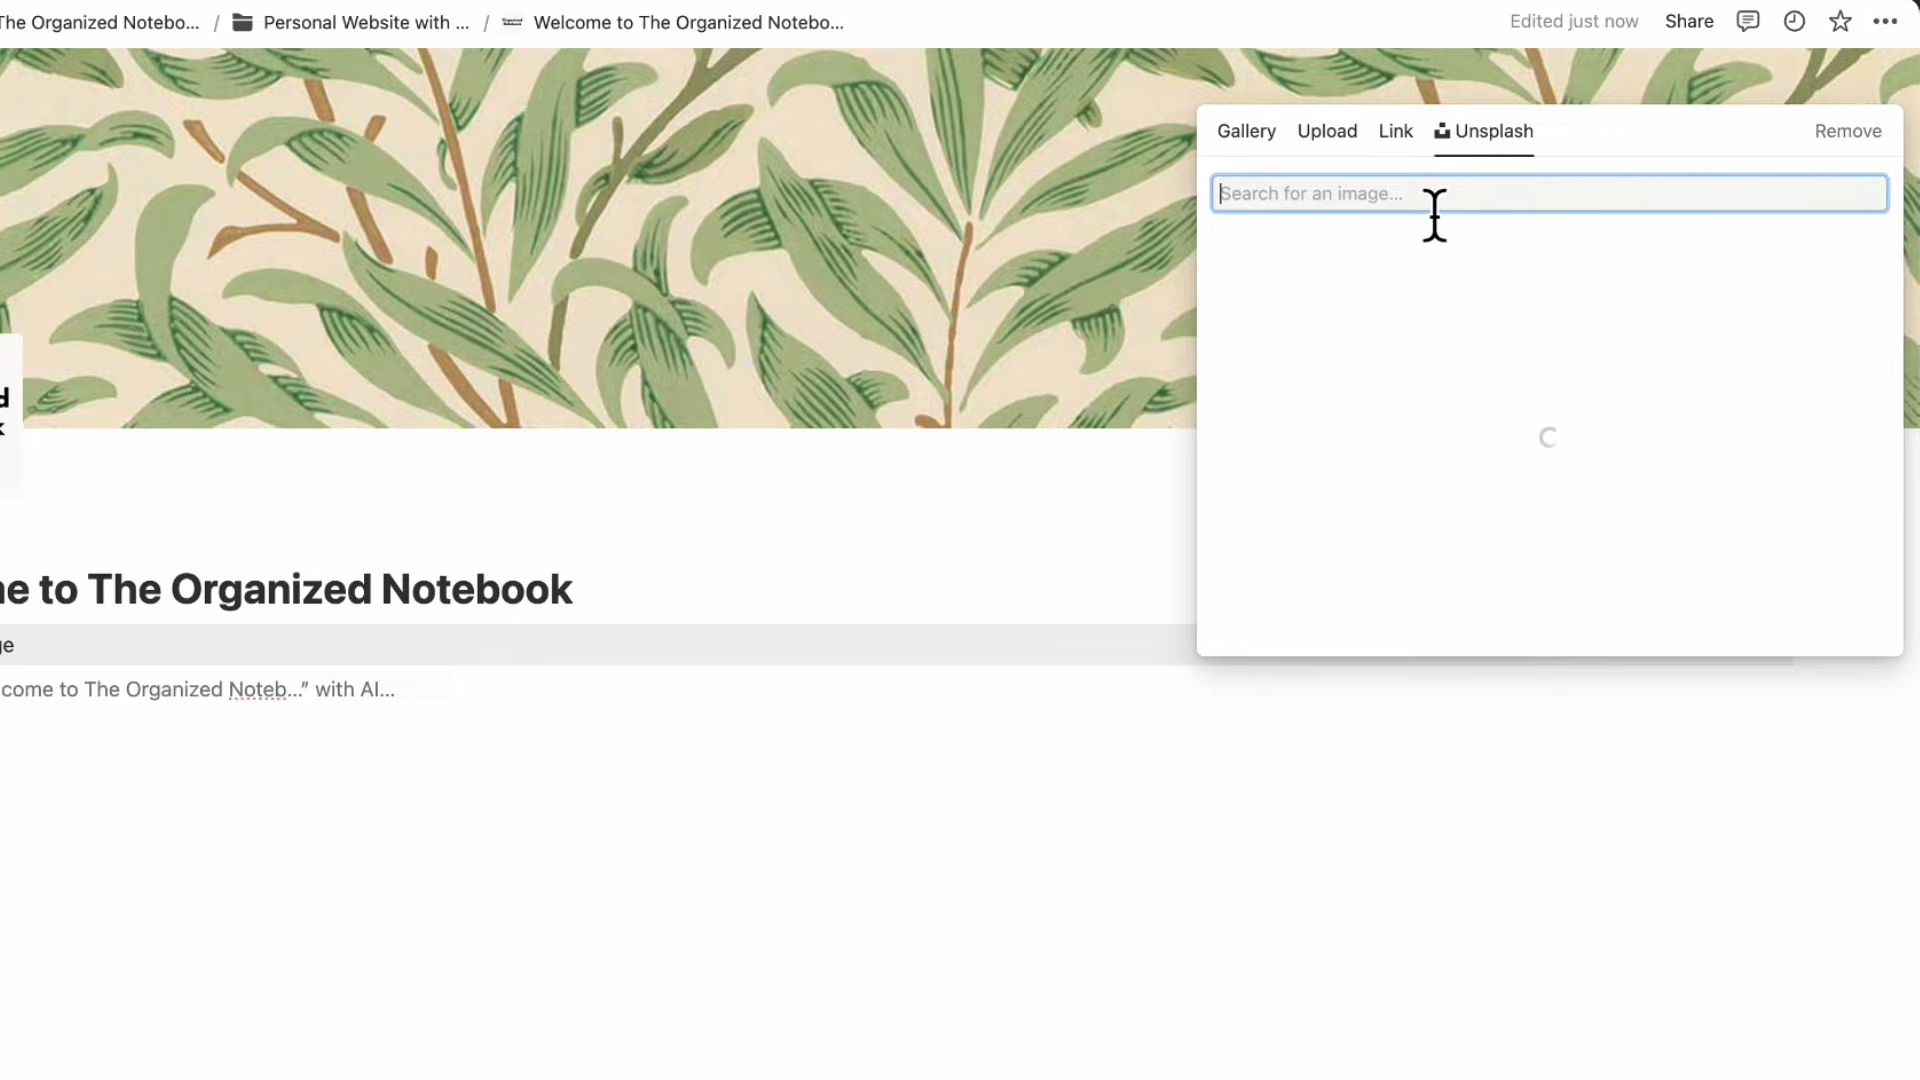 The Organized Notebo... / Personal Website with ... / Welcome to The Organized Notebo...
Edited just now Share
Gallery Upload Link Unsplash Remove
Search for an image...
d
k
e to The Organized Notebook
ge
come to The Organized Noteb..." with AI...